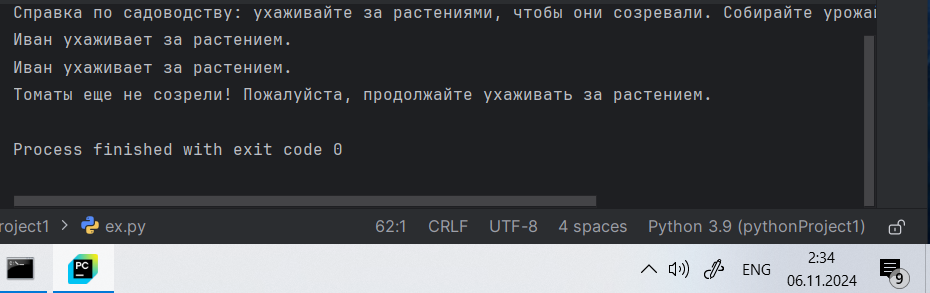 Справка по садоводству: ухаживайте за растениями, чтобы они созревали. Собирайте урожа
Иван ухаживает за растением.
Иван ухаживает за растением.
Томаты еще не созрели! Пожалуйста, продолжайте ухаживать за растением.
Process finished with exit code 0
roject1 > ex.py 62:1 CRLF UTF-8 4 spaces Python 3.9 (pythonProject1)
PC ENG 2:34
06.11.2024 9